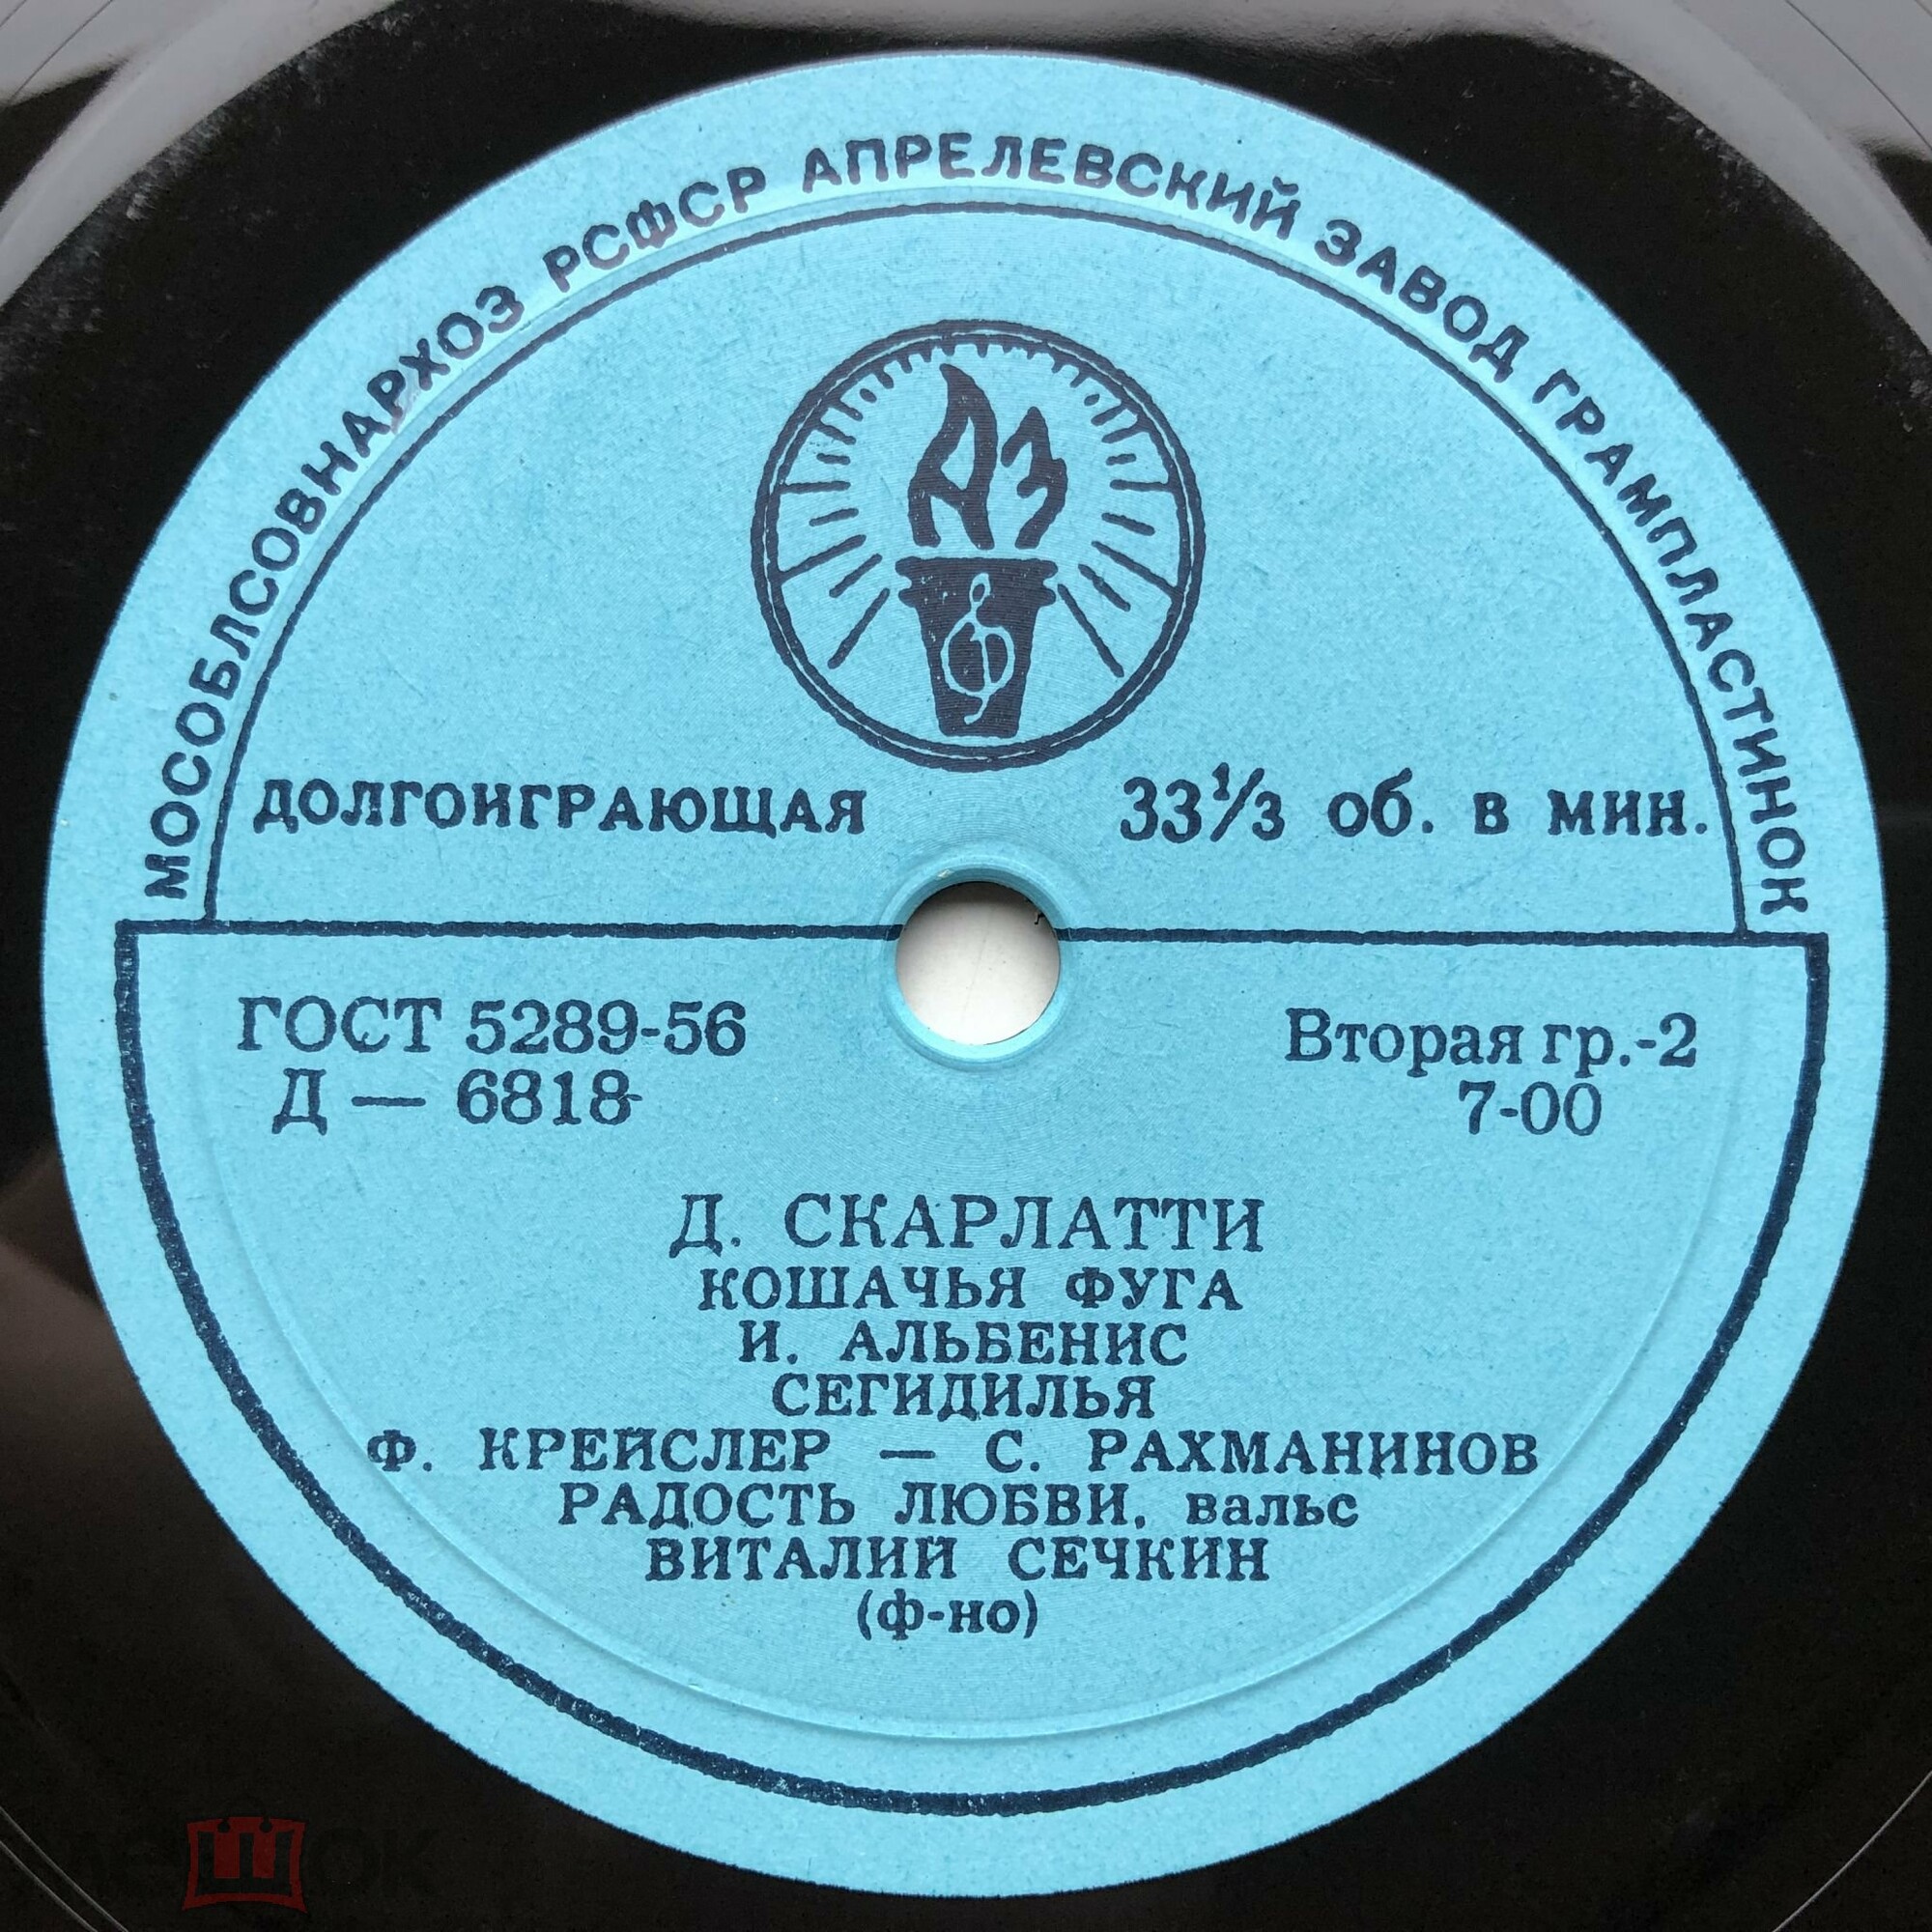 МОСОБЛСОВНАРХОЗ РСФСР АПРЕЛЕВСКИЙ ЗАВОД ГРАМПЛАСТИНОК
АЗ
ДОЛГОИГРАЮЩАЯ 33⅓ об. в мин.
ГОСТ 5289-56 Вторая гр.-2
Д — 6818 7-00
Д. СКАРЛАТТИ
КОШАЧЬЯ ФУГА
И. АЛЬБЕНИС
СЕГИДИЛЬЯ
Ф. КРЕЙСЛЕР — С. РАХМАНИНОВ
РАДОСТЬ ЛЮБВИ, вальс
ВИТАЛИЙ СЕЧКИН
(ф-но)